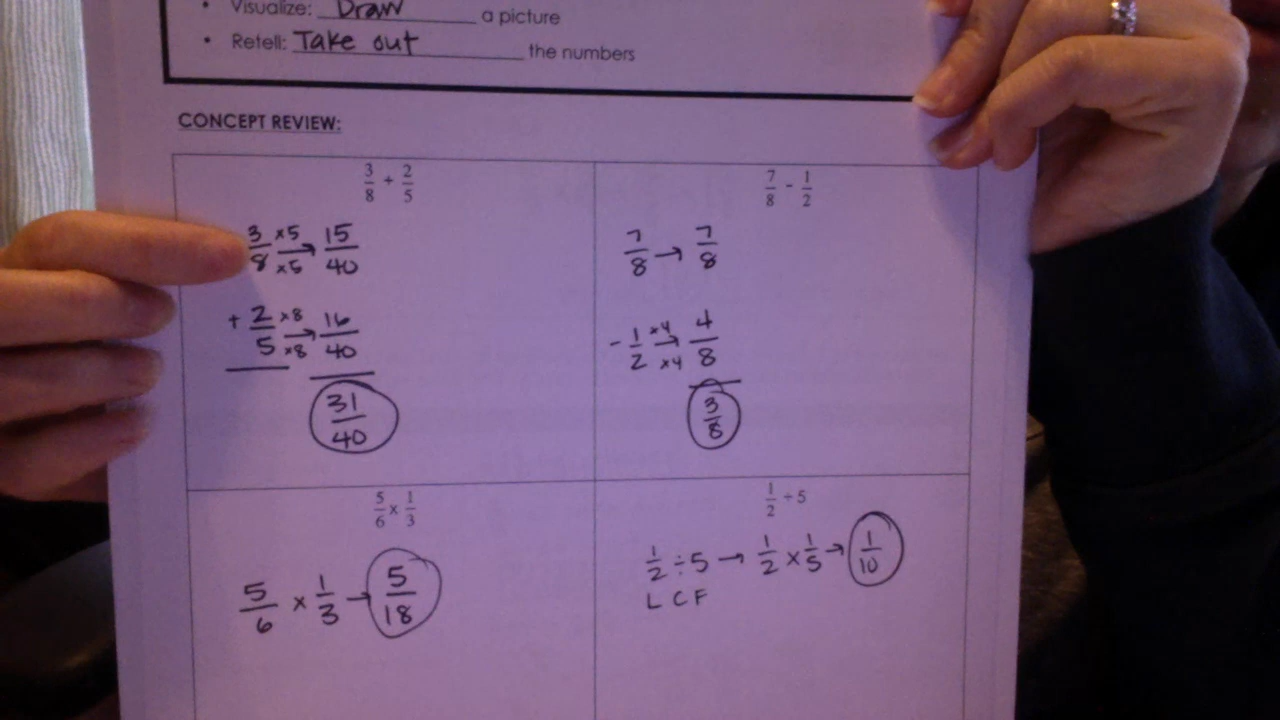 • Visualize: Draw a picture
• Retell: Take out the numbers
CONCEPT REVIEW:
3/8 + 2/5
3/8 ×5 ×5 → 15/40
+ 2/5 ×8 ×8 → 16/40
31/40
7/8 - 1/2
7/8 → 7/8
- 1/2 ×4 ×4 → 4/8
3/8
5/6 x 1/3
5/6 × 1/3 → 5/18
1/2 ÷ 5
1/2 ÷ 5 → 1/2 × 1/5 → 1/10
L C F